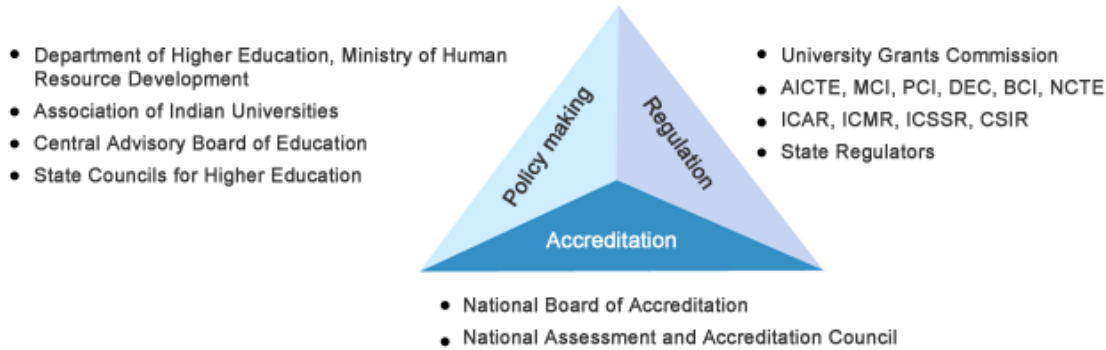 • Department of Higher Education, Ministry of Human
Resource Development
• Association of Indian Universities
• Central Advisory Board of Education
• State Councils for Higher Education
Policy making
Regulation
Accreditation
• University Grants Commission
• AICTE, MCI, PCI, DEC, BCI, NCTE
• ICAR, ICMR, ICSSR, CSIR
• State Regulators
• National Board of Accreditation
• National Assessment and Accreditation Council